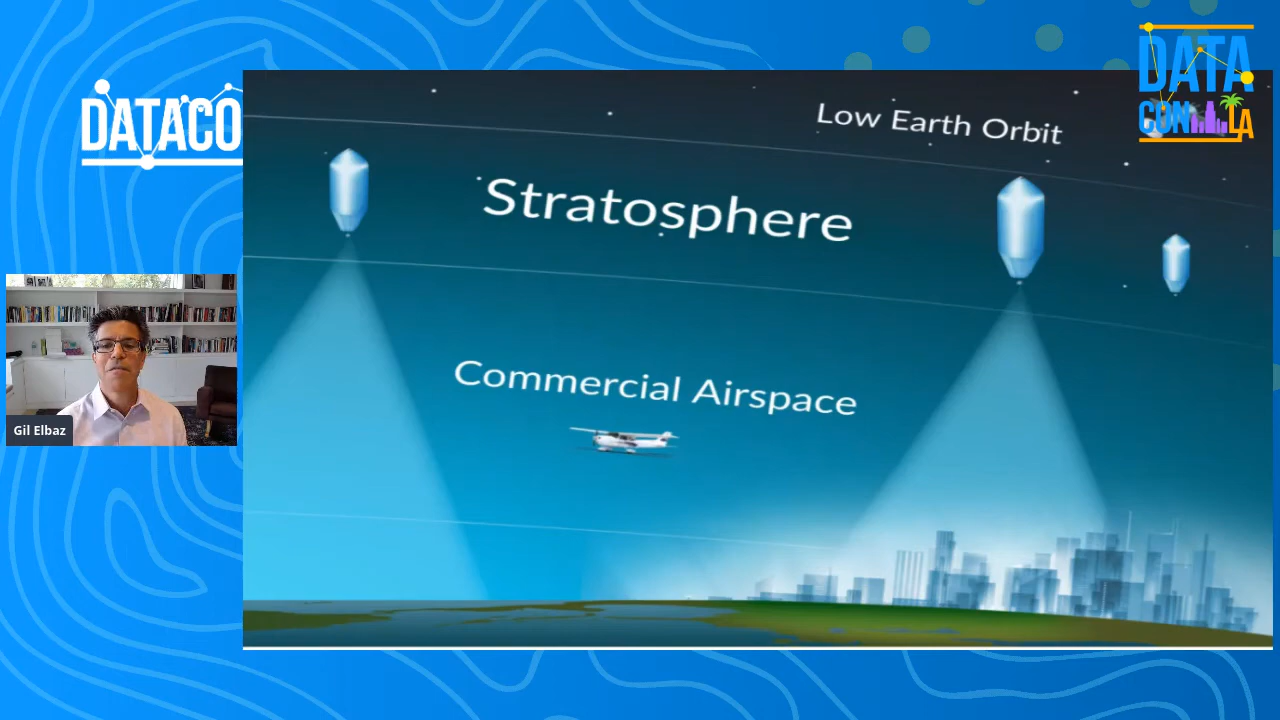 DATA
CON LA
DATACO
Low Earth Orbit
Stratosphere
Commercial Airspace
Gil Elbaz